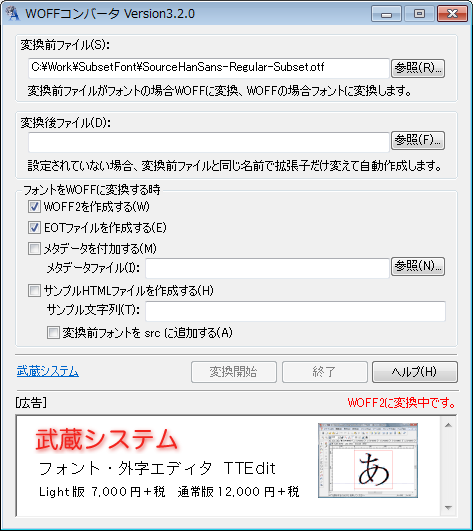 WOFFコンバータ Version3.2.0
変換前ファイル(S):
C:¥Work¥SubsetFont¥SourceHanSans-Regular-Subset.otf
参照(R)...
変換前ファイルがフォントの場合WOFFに変換、WOFFの場合フォントに変換します。
変換後ファイル(D):
参照(F)...
設定されていない場合、変換前ファイルと同じ名前で拡張子だけ変えて自動作成します。
フォントをWOFFに変換する時
WOFF2を作成する(W)
EOTファイルを作成する(E)
メタデータを付加する(M)
メタデータファイル(I):
参照(N)...
サンプルHTMLファイルを作成する(H)
サンプル文字列(T):
変換前フォントを src に追加する(A)
武蔵システム
変換開始
終了
ヘルプ(H)
[広告]
WOFF2に変換中です。
武蔵システム
フォント・外字エディタ TTEdit
Light版 7,000円+税 通常版12,000円+税
あ